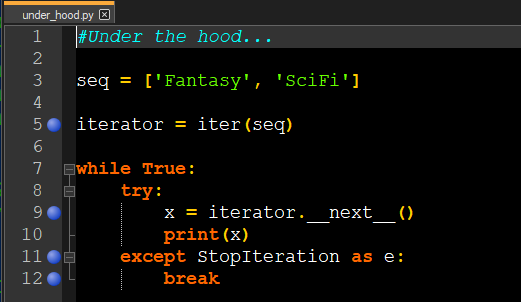 under_hood.py
1 #Under the hood...
2
3 seq = ['Fantasy', 'SciFi']
4
5 iterator = iter(seq)
6
7 while True:
8     try:
9         x = iterator.__next__()
10         print(x)
11     except StopIteration as e:
12         break